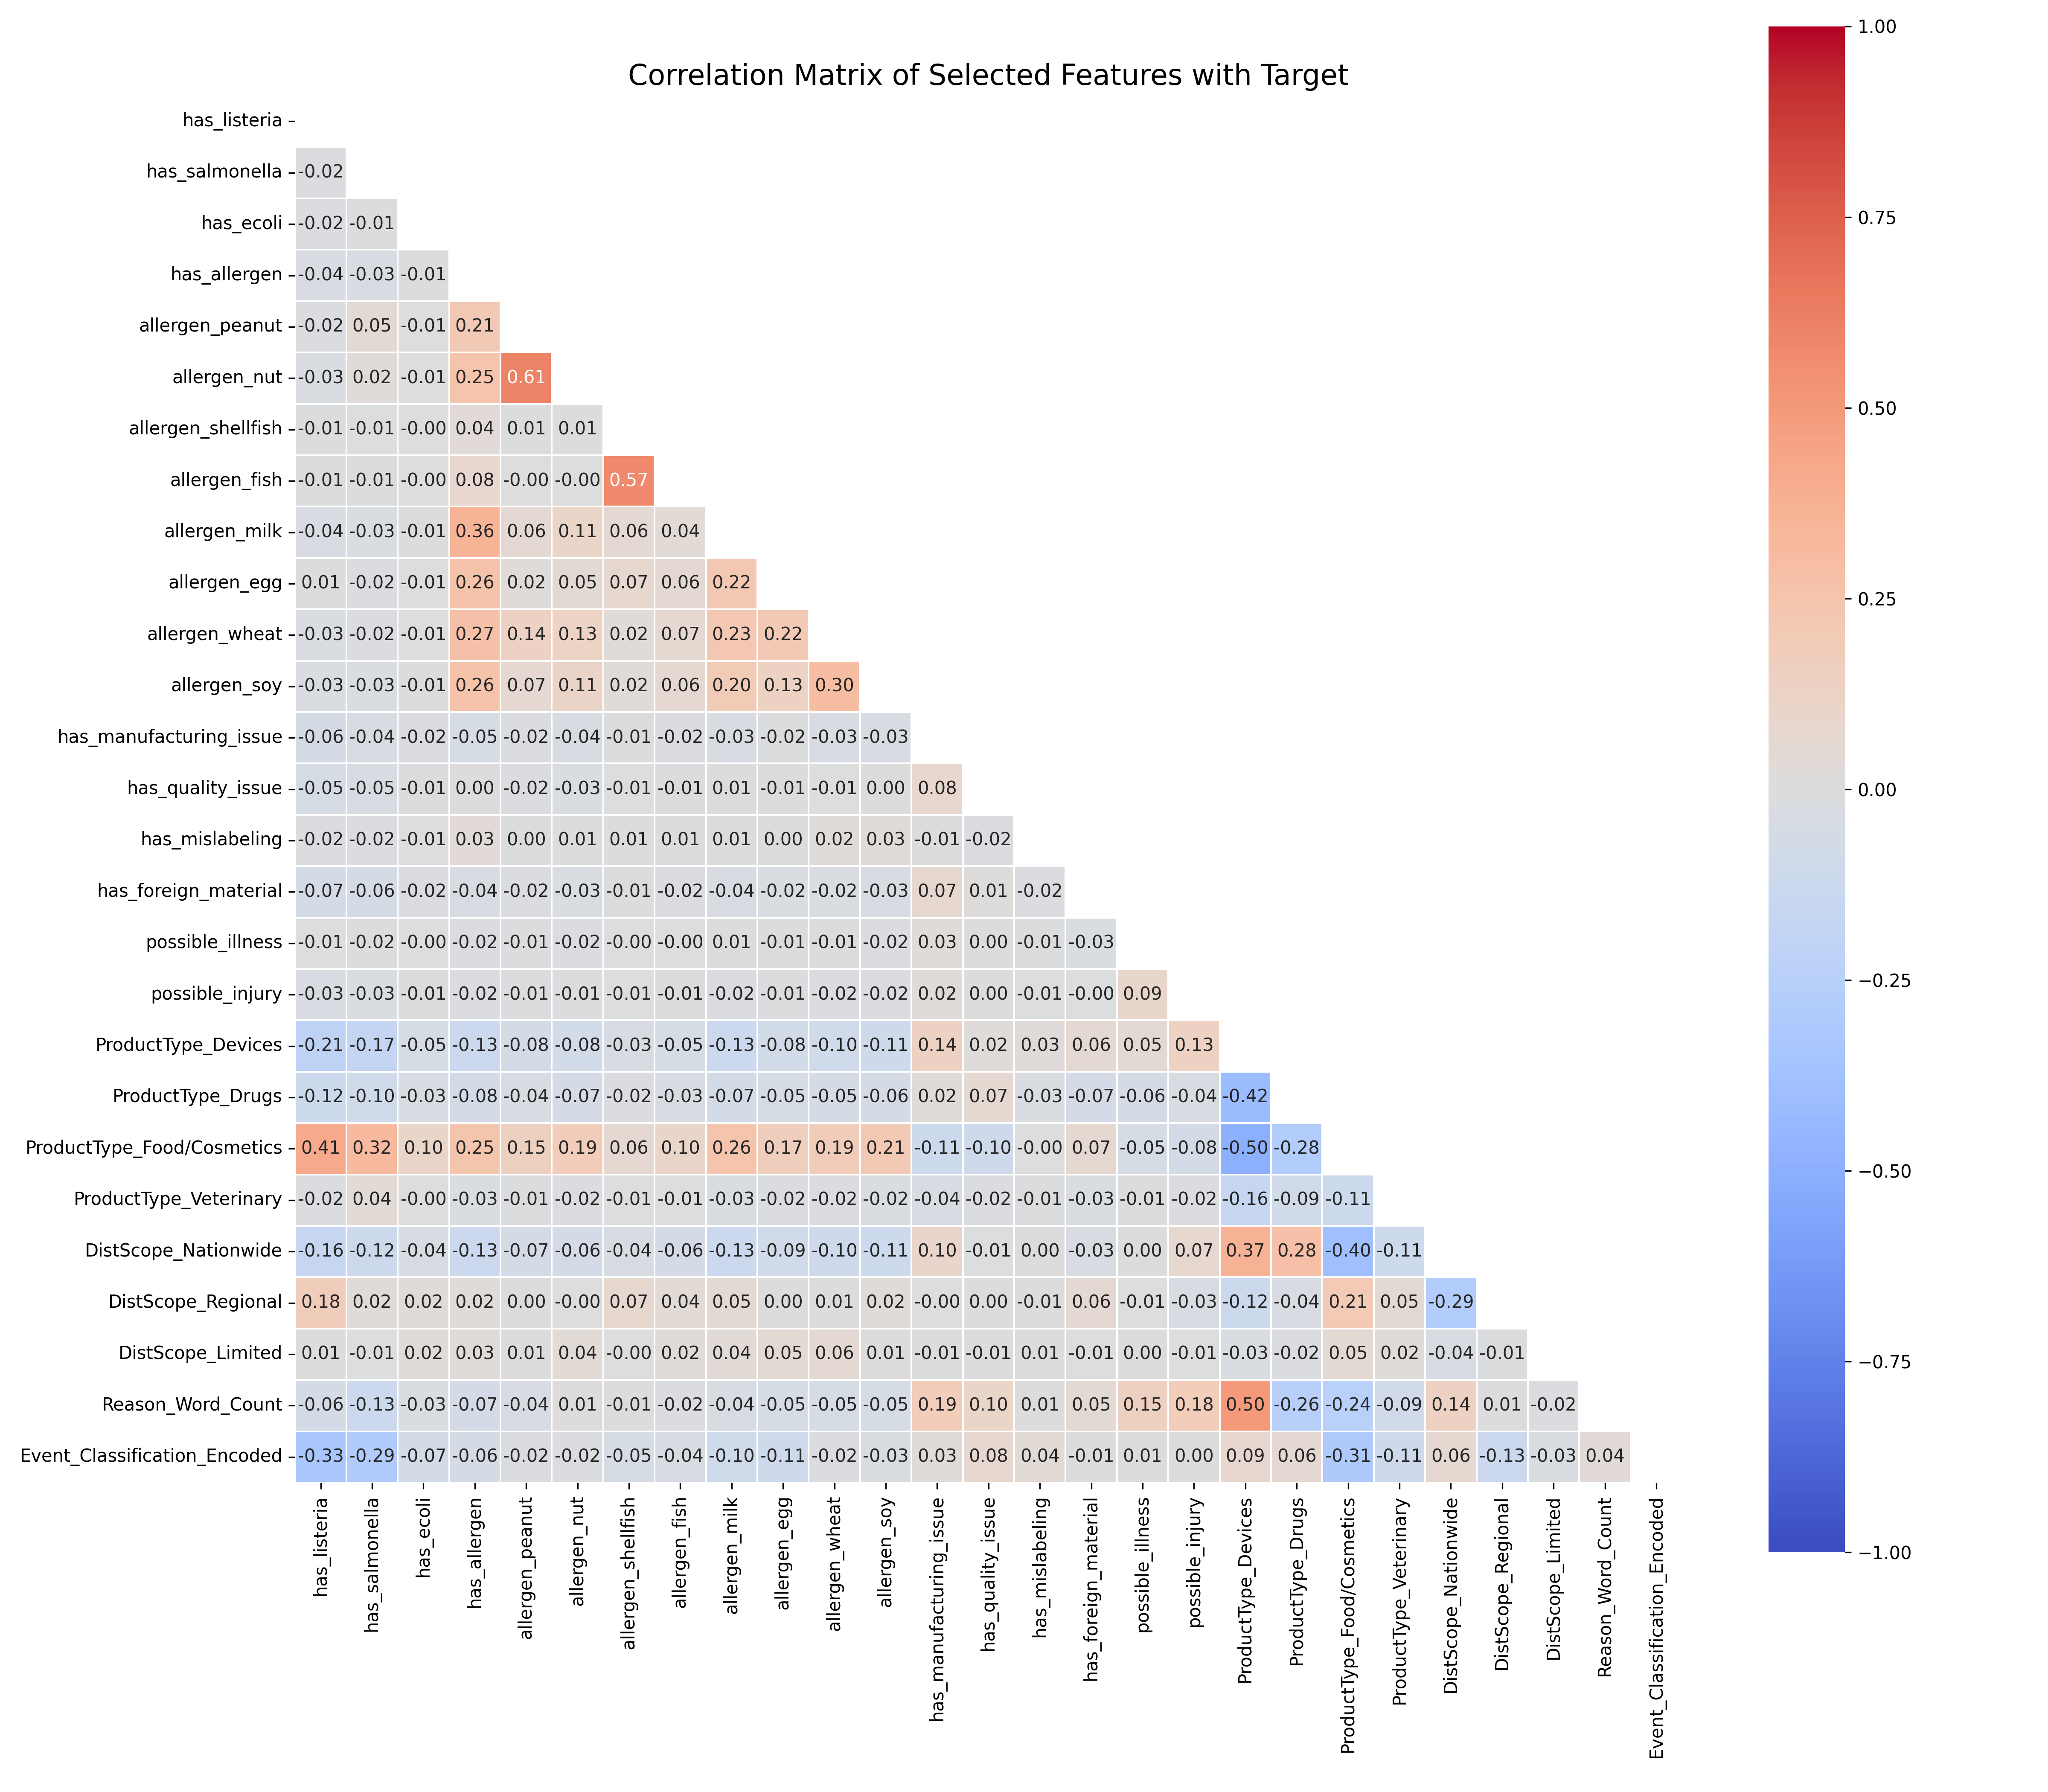 Correlation Matrix of Selected Features with Target
has_listeria
has_salmonella -0.02
has_ecoli -0.02 -0.01
has_allergen -0.04 -0.03 -0.01
allergen_peanut -0.02 0.05 -0.01 0.21
allergen_nut -0.03 0.02 -0.01 0.25 0.61
allergen_shellfish -0.01 -0.01 -0.00 0.04 0.01 0.01
allergen_fish -0.01 -0.01 -0.00 0.08 -0.00 -0.00 0.57
allergen_milk -0.04 -0.03 -0.01 0.36 0.06 0.11 0.06 0.04
allergen_egg 0.01 -0.02 -0.01 0.26 0.02 0.05 0.07 0.06 0.22
allergen_wheat -0.03 -0.02 -0.01 0.27 0.14 0.13 0.02 0.07 0.23 0.22
allergen_soy -0.03 -0.03 -0.01 0.26 0.07 0.11 0.02 0.06 0.20 0.13 0.30
has_manufacturing_issue -0.06 -0.04 -0.02 -0.05 -0.02 -0.04 -0.01 -0.02 -0.03 -0.02 -0.03 -0.03
has_quality_issue -0.05 -0.05 -0.01 0.00 -0.02 -0.03 -0.01 -0.01 0.01 -0.01 -0.01 0.00 0.08
has_mislabeling -0.02 -0.02 -0.01 0.03 0.00 0.01 0.01 0.01 0.01 0.00 0.02 0.03 -0.01 -0.02
has_foreign_material -0.07 -0.06 -0.02 -0.04 -0.02 -0.03 -0.01 -0.02 -0.04 -0.02 -0.02 -0.03 0.07 0.01 -0.02
possible_illness -0.01 -0.02 -0.00 -0.02 -0.01 -0.02 -0.00 -0.00 0.01 -0.01 -0.01 -0.02 0.03 0.00 -0.01 -0.03
possible_injury -0.03 -0.03 -0.01 -0.02 -0.01 -0.01 -0.01 -0.01 -0.02 -0.01 -0.02 -0.02 0.02 0.00 -0.01 -0.00 0.09
ProductType_Devices -0.21 -0.17 -0.05 -0.13 -0.08 -0.08 -0.03 -0.05 -0.13 -0.08 -0.10 -0.11 0.14 0.02 0.03 0.06 0.05 0.13
ProductType_Drugs -0.12 -0.10 -0.03 -0.08 -0.04 -0.07 -0.02 -0.03 -0.07 -0.05 -0.05 -0.06 0.02 0.07 -0.03 -0.07 -0.06 -0.04 -0.42
ProductType_Food/Cosmetics 0.41 0.32 0.10 0.25 0.15 0.19 0.06 0.10 0.26 0.17 0.19 0.21 -0.11 -0.10 -0.00 0.07 -0.05 -0.08 -0.50 -0.28
ProductType_Veterinary -0.02 0.04 -0.00 -0.03 -0.01 -0.02 -0.01 -0.01 -0.03 -0.02 -0.02 -0.02 -0.04 -0.02 -0.01 -0.03 -0.01 -0.02 -0.16 -0.09 -0.11
DistScope_Nationwide -0.16 -0.12 -0.04 -0.13 -0.07 -0.06 -0.04 -0.06 -0.13 -0.09 -0.10 -0.11 0.10 -0.01 0.00 -0.03 0.00 0.07 0.37 0.28 -0.40 -0.11
DistScope_Regional 0.18 0.02 0.02 0.02 0.00 -0.00 0.07 0.04 0.05 0.00 0.01 0.02 -0.00 0.00 -0.01 0.06 -0.01 -0.03 -0.12 -0.04 0.21 0.05 -0.29
DistScope_Limited 0.01 -0.01 0.02 0.03 0.01 0.04 -0.00 0.02 0.04 0.05 0.06 0.01 -0.01 -0.01 0.01 -0.01 0.00 -0.01 -0.03 -0.02 0.05 0.02 -0.04 -0.01
Reason_Word_Count -0.06 -0.13 -0.03 -0.07 -0.04 0.01 -0.01 -0.02 -0.04 -0.05 -0.05 -0.05 0.19 0.10 0.01 0.05 0.15 0.18 0.50 -0.26 -0.24 -0.09 0.14 0.01 -0.02
Event_Classification_Encoded -0.33 -0.29 -0.07 -0.06 -0.02 -0.02 -0.05 -0.04 -0.10 -0.11 -0.02 -0.03 0.03 0.08 0.04 -0.01 0.01 0.00 0.09 0.06 -0.31 -0.11 0.06 -0.13 -0.03 0.04
has_listeria
has_salmonella
has_ecoli
has_allergen
allergen_peanut
allergen_nut
allergen_shellfish
allergen_fish
allergen_milk
allergen_egg
allergen_wheat
allergen_soy
has_manufacturing_issue
has_quality_issue
has_mislabeling
has_foreign_material
possible_illness
possible_injury
ProductType_Devices
ProductType_Drugs
ProductType_Food/Cosmetics
ProductType_Veterinary
DistScope_Nationwide
DistScope_Regional
DistScope_Limited
Reason_Word_Count
Event_Classification_Encoded
1.00
0.75
0.50
0.25
0.00
−0.25
−0.50
−0.75
−1.00